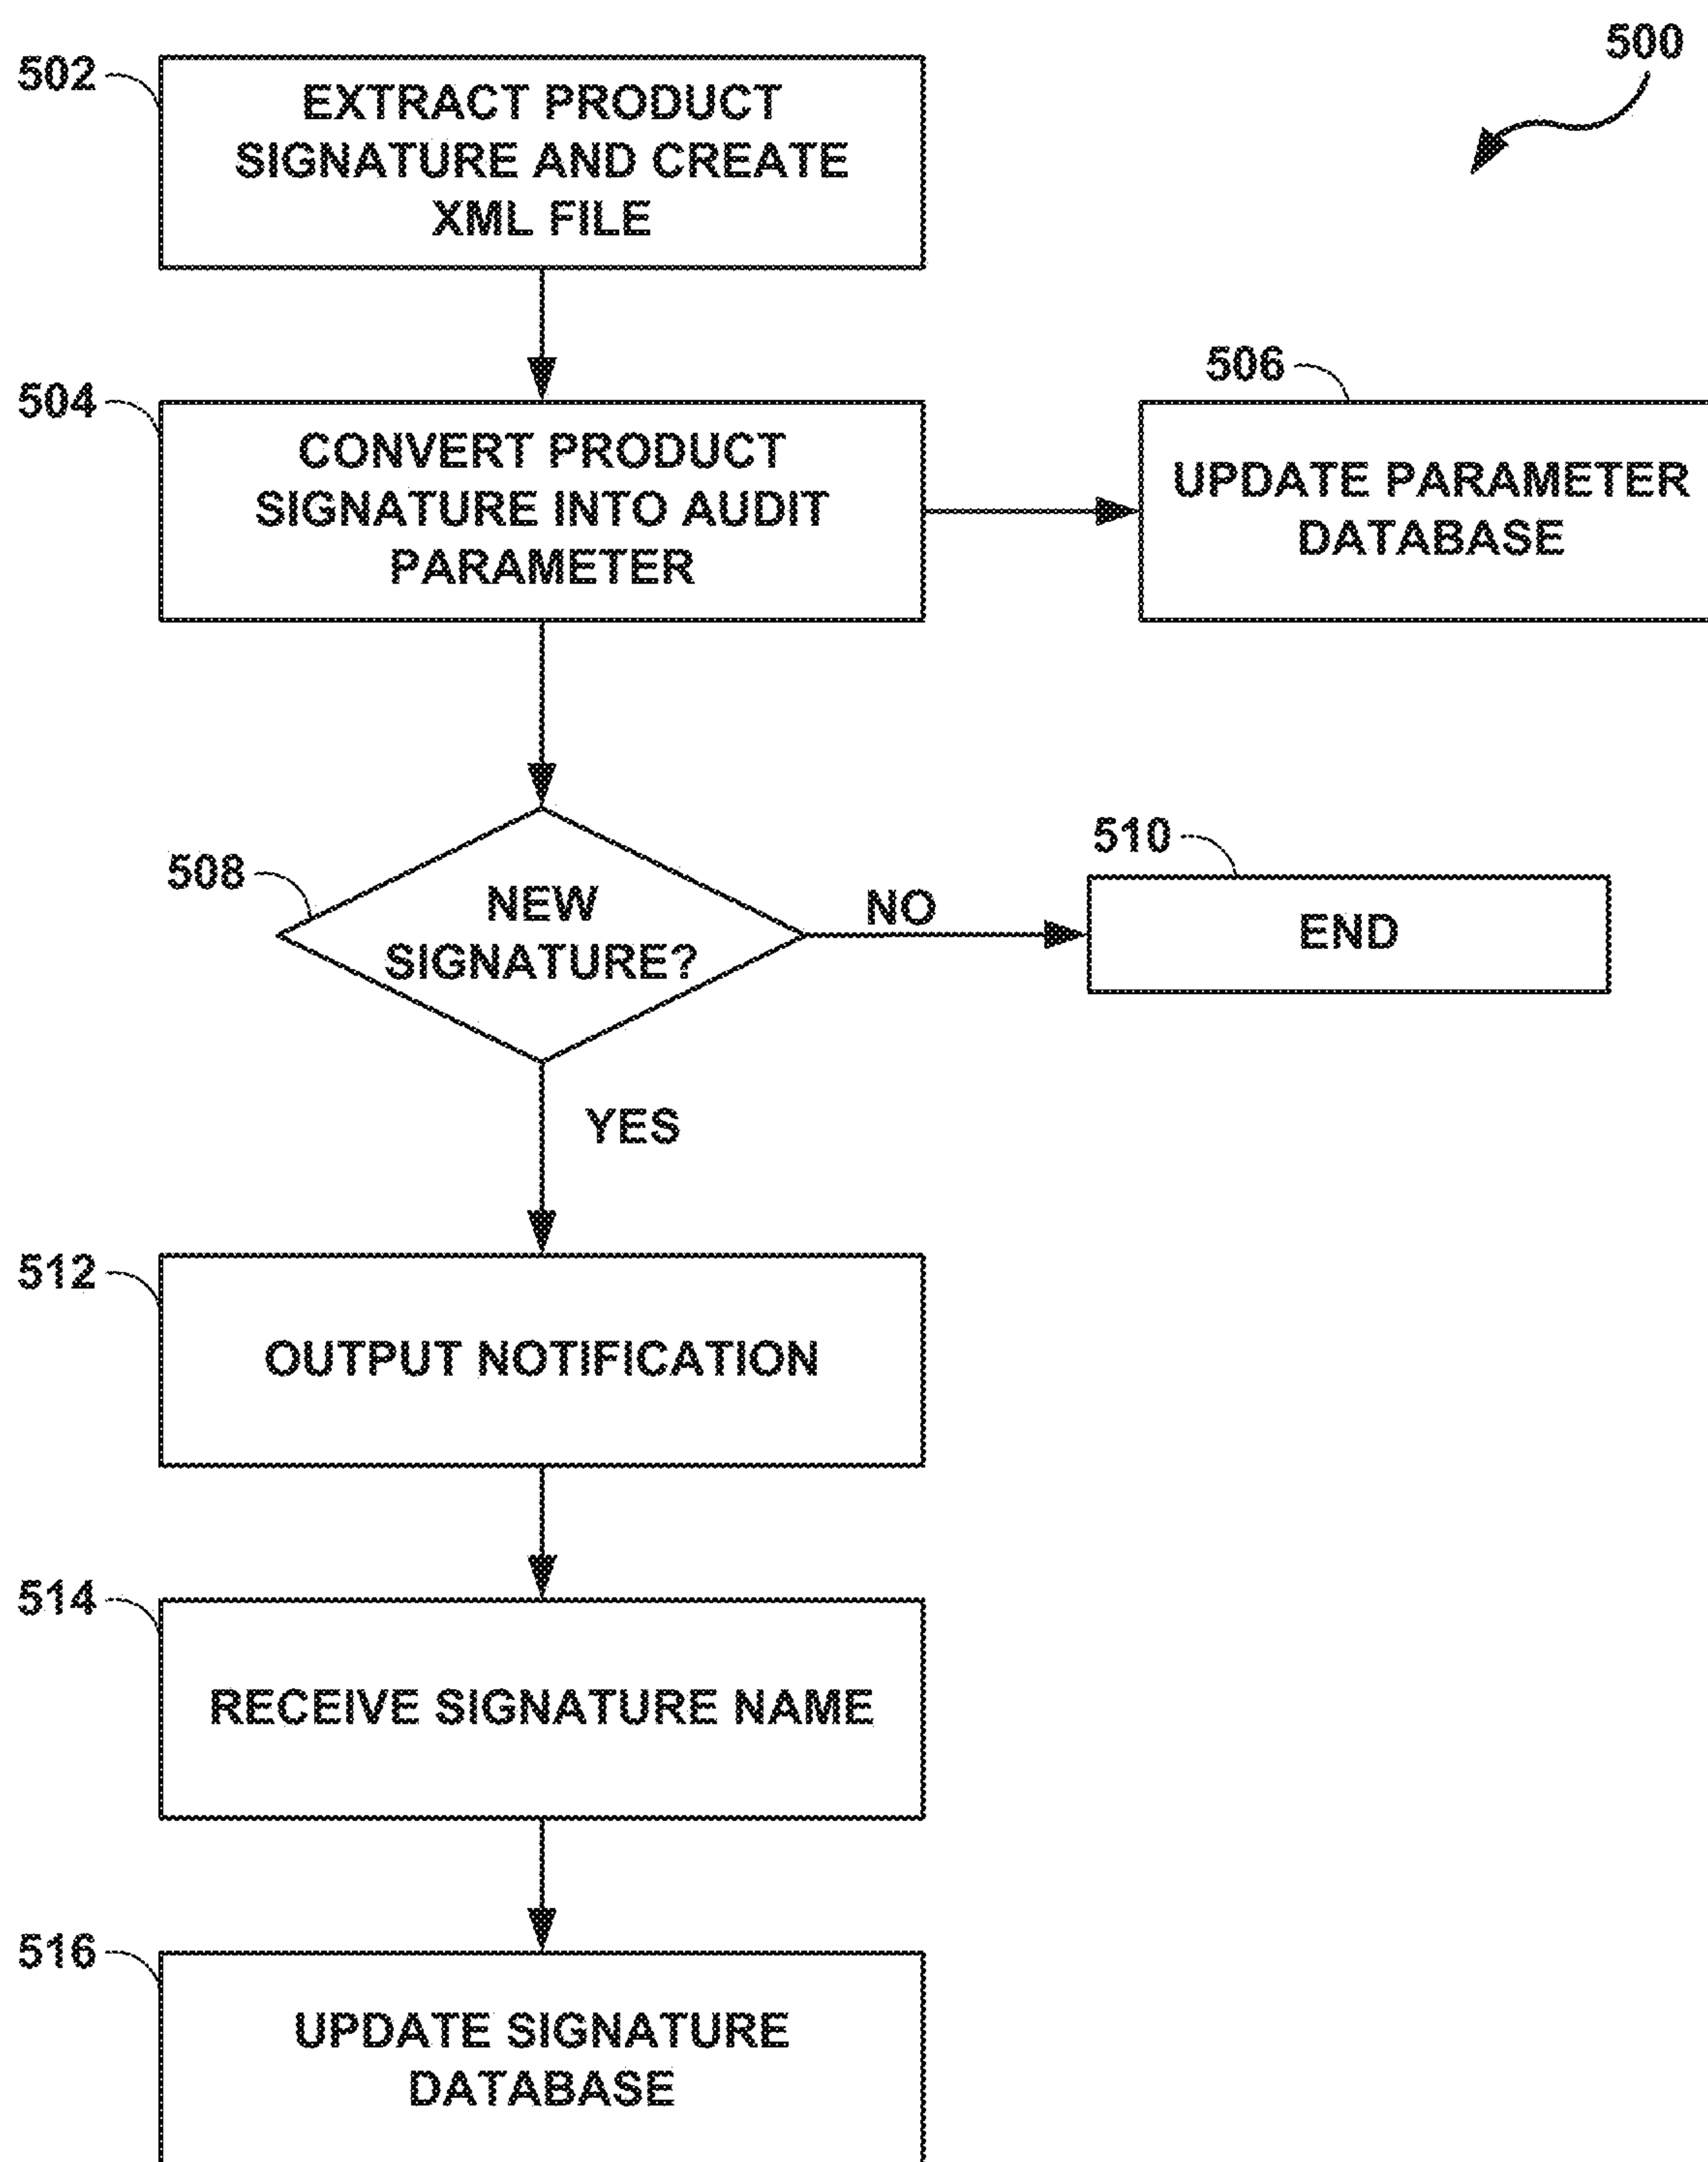 500
502
EXTRACT PRODUCT
SIGNATURE AND CREATE
XML FILE
504
CONVERT PRODUCT
SIGNATURE INTO AUDIT
PARAMETER
506
UPDATE PARAMETER
DATABASE
508
NEW
SIGNATURE?
NO
510
END
YES
512
OUTPUT NOTIFICATION
514
RECEIVE SIGNATURE NAME
516
UPDATE SIGNATURE
DATABASE